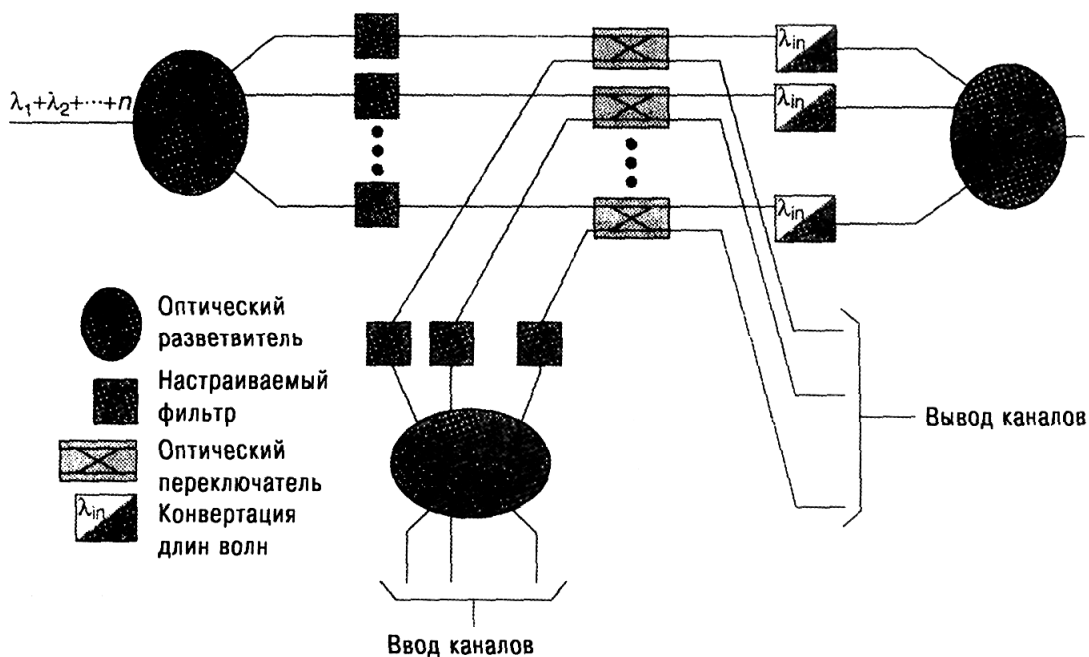 λin
λin
λ1+λ2+···+n
λin
Оптический
разветвитель
Настраиваемый
фильтр
Вывод каналов
Оптический
переключатель
λin
Конвертация
длин волн
Ввод каналов